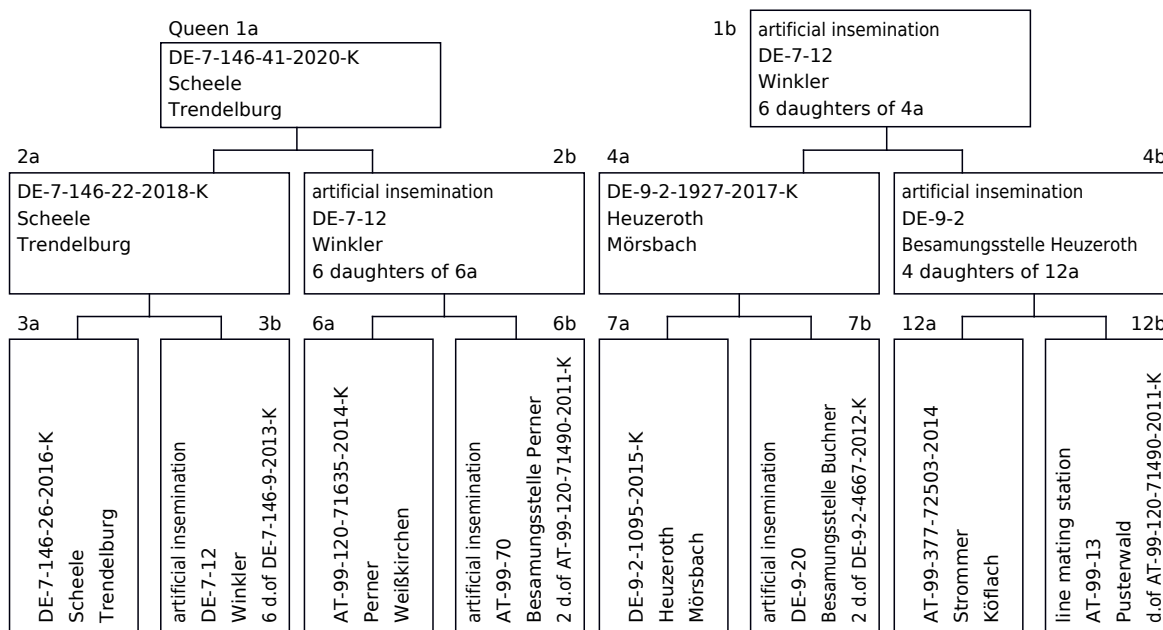 Queen 1a
DE-7-146-41-2020-K
Scheele
Trendelburg
1b
artificial insemination
DE-7-12
Winkler
6 daughters of 4a
2a
DE-7-146-22-2018-K
Scheele
Trendelburg
2b
artificial insemination
DE-7-12
Winkler
6 daughters of 6a
4a
DE-9-2-1927-2017-K
Heuzeroth
Mörsbach
4b
artificial insemination
DE-9-2
Besamungsstelle Heuzeroth
4 daughters of 12a
3a
DE-7-146-26-2016-K
Scheele
Trendelburg
3b
artificial insemination
DE-7-12
Winkler
6 d.of DE-7-146-9-2013-K
6a
AT-99-120-71635-2014-K
Perner
Weißkirchen
6b
artificial insemination
AT-99-70
Besamungsstelle Perner
2 d.of AT-99-120-71490-2011-K
7a
DE-9-2-1095-2015-K
Heuzeroth
Mörsbach
7b
artificial insemination
DE-9-20
Besamungsstelle Buchner
2 d.of DE-9-2-4667-2012-K
12a
AT-99-377-72503-2014
Strommer
Köflach
12b
line mating station
AT-99-13
Pusterwald
d.of AT-99-120-71490-2011-K